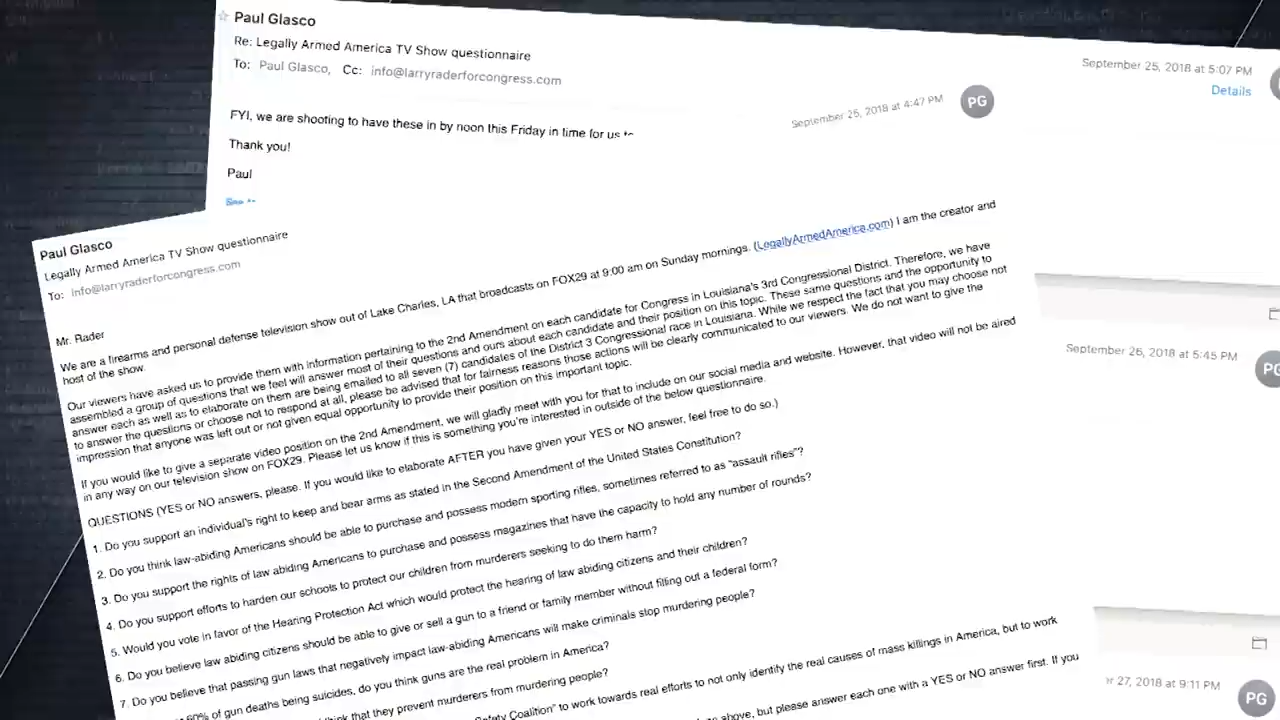 Paul Glasco
Re: Legally Armed America TV Show questionnaire
To: Paul Glasco, Cc: info@larryraderforcongress.com
September 25, 2018 at 5:07 PM
Details
September 25, 2018 at 4:47 PM
PG
FYI, we are shooting to have these in by noon this Friday in time for us to
Thank you!
Paul
Paul Glasco
Legally Armed America TV Show questionnaire
To: info@larryraderforcongress.com
Mr. Rader
We are a firearms and personal defense television show out of Lake Charles, LA that broadcasts on FOX29 at 9:00 am on Sunday mornings. (LegallyArmedAmerica.com) I am the creator and
host of the show.
Our viewers have asked us to provide them with information pertaining to the 2nd Amendment on each candidate for Congress in Louisiana's 3rd Congressional District. Therefore, we have
assembled a group of questions that we feel will answer most of their questions and ours about each candidate and their position on this topic. These same questions and the opportunity to
answer each as well as to elaborate on them are being emailed to all seven (7) candidates of the District 3 Congressional race in Louisiana. While we respect the fact that you may choose not
to answer the questions or choose not to respond at all, please be advised that for fairness reasons those actions will be clearly communicated to our viewers. We do not want to give the
impression that anyone was left out or not given equal opportunity to provide their position on this important topic.
If you would like to give a separate video position on the 2nd Amendment, we will gladly meet with you for that to include on our social media and website. However, that video will not be aired
in any way on our television show on FOX29. Please let us know if this is something you're interested in outside of the below questionnaire.
QUESTIONS (YES or NO answers, please. If you would like to elaborate AFTER you have given your YES or NO answer, feel free to do so.)
1. Do you support an individual's right to keep and bear arms as stated in the Second Amendment of the United States Constitution?
2. Do you think law-abiding Americans should be able to purchase and possess modern sporting rifles, sometimes referred to as "assault rifles"?
3. Do you support the rights of law abiding Americans to purchase and possess magazines that have the capacity to hold any number of rounds?
4. Do you support efforts to harden our schools to protect our children from murderers seeking to do them harm?
5. Would you vote in favor of the Hearing Protection Act which would protect the hearing of law abiding citizens and their children?
6. Do you believe law abiding citizens should be able to give or sell a gun to a friend or family member without filling out a federal form?
7. Do you believe that passing gun laws that negatively impact law-abiding Americans will make criminals stop murdering people?
60% of gun deaths being suicides, do you think guns are the real problem in America?
think that they prevent murderers from murdering people?
Safety Coalition" to work towards real efforts to not only identify the real causes of mass killings in America, but to work
above, but please answer each one with a YES or NO answer first. If you
September 26, 2018 at 5:45 PM
PG
27, 2018 at 9:11 PM
PG